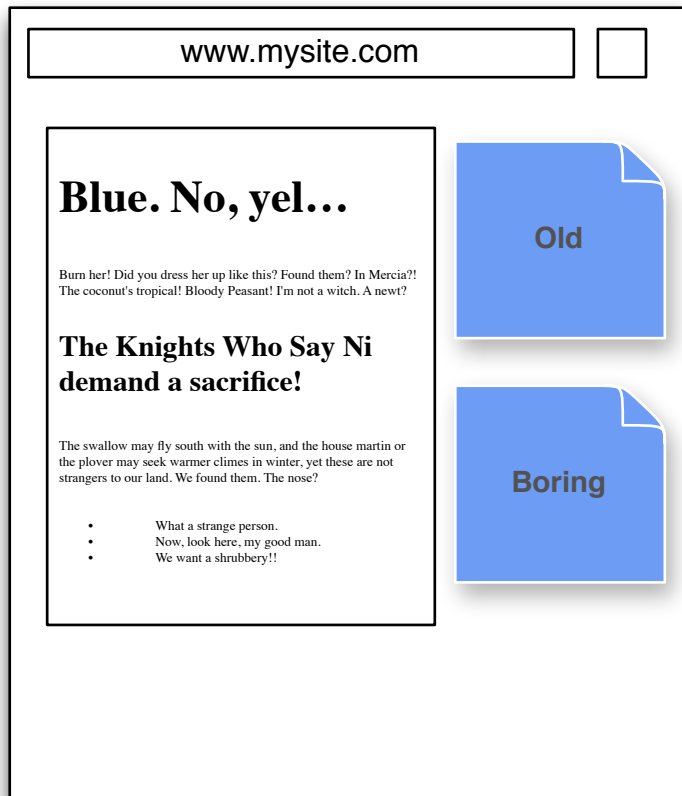 www.mysite.com
Blue. No, yel…
Burn her! Did you dress her up like this? Found them? In Mercia?!
The coconut's tropical! Bloody Peasant! I'm not a witch. A newt?
The Knights Who Say Ni
demand a sacrifice!
The swallow may fly south with the sun, and the house martin or
the plover may seek warmer climes in winter, yet these are not
strangers to our land. We found them. The nose?
• What a strange person.
• Now, look here, my good man.
• We want a shrubbery!!
Old
Boring